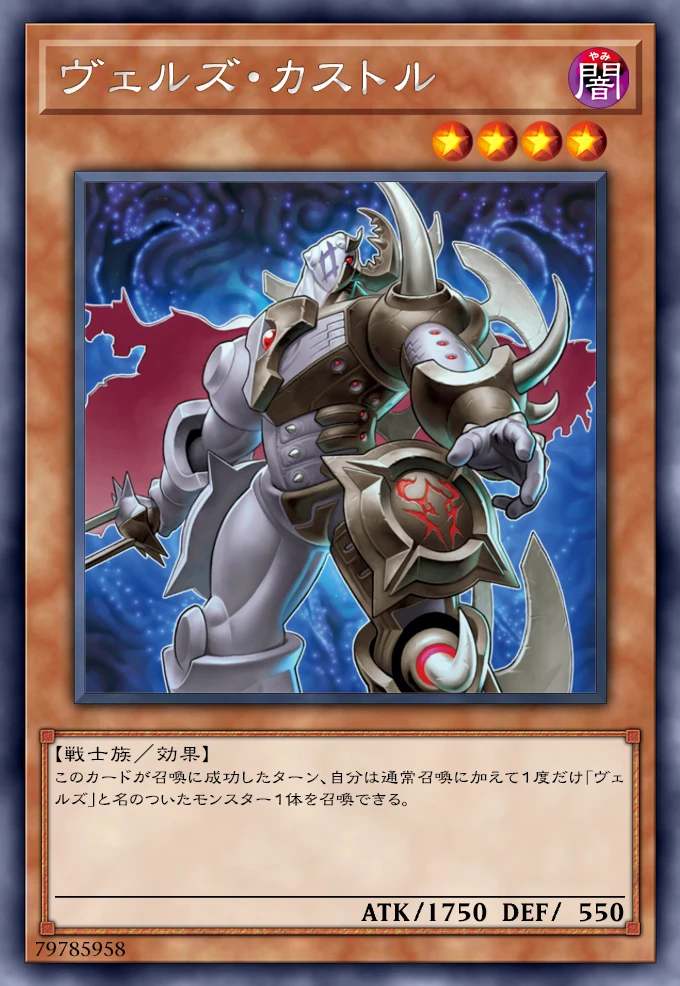 ヴェルズ・カストル
やみ
闇
【戦士族／効果】
このカードが召喚に成功したターン、自分は通常召喚に加えて１度だけ「ヴェ
ルズ」と名のついたモンスター１体を召喚できる。
ATK/1750 DEF/ 550
79785958